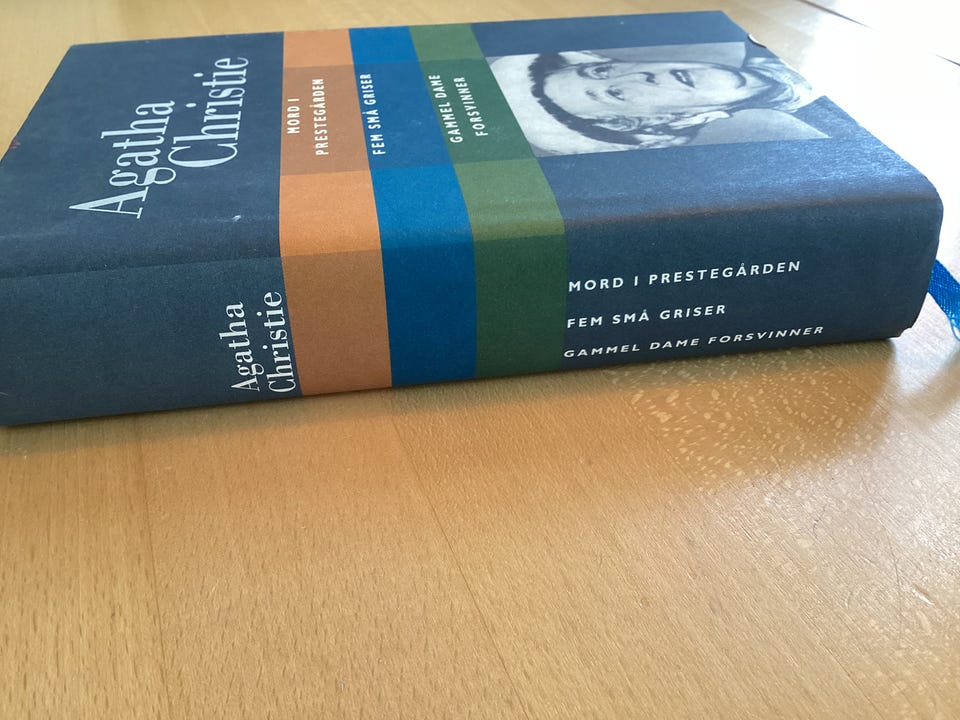 Agatha
Christie
MORD I
PRESTEGÅRDEN
FEM SMÅ GRISER
GAMMEL DAME
FORSVINNER
Agatha
Christie
MORD I PRESTEGÅRDEN
FEM SMÅ GRISER
GAMMEL DAME FORSVINNER